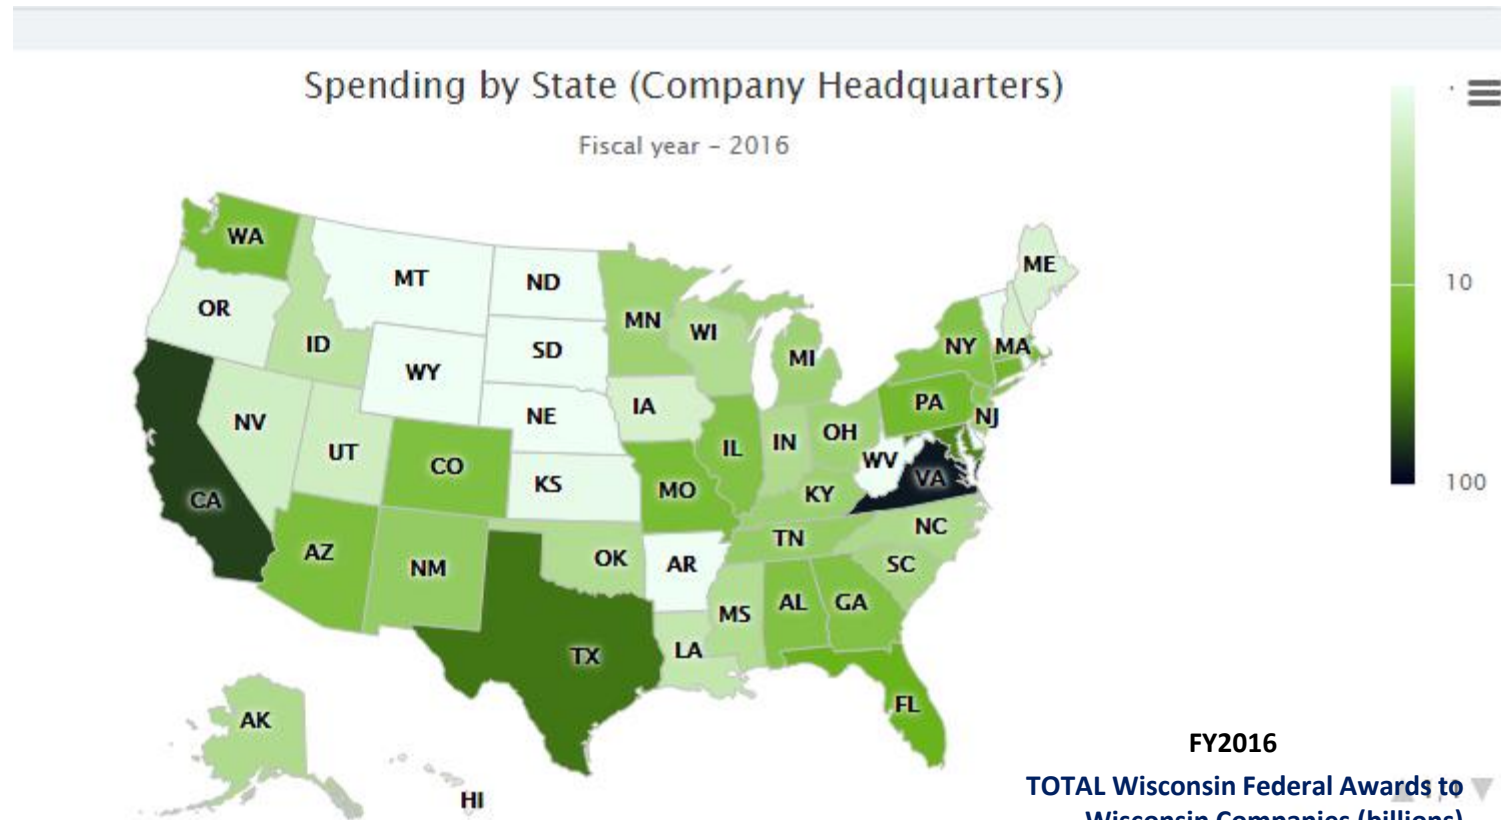 Spending by State (Company Headquarters)
Fiscal year - 2016
10
100
WA
MT
ND
OR
ID
WY
SD
MN
WI
MI
ME
NY
MA
NV
UT
CO
NE
IA
KS
MO
IL
IN
OH
PA
NJ
WV
VA
KY
CA
AZ
NM
OK
AR
TN
NC
SC
MS
AL
GA
LA
TX
FL
AK
HI
FY2016
TOTAL Wisconsin Federal Awards to
Wisconsin Companies (billions)